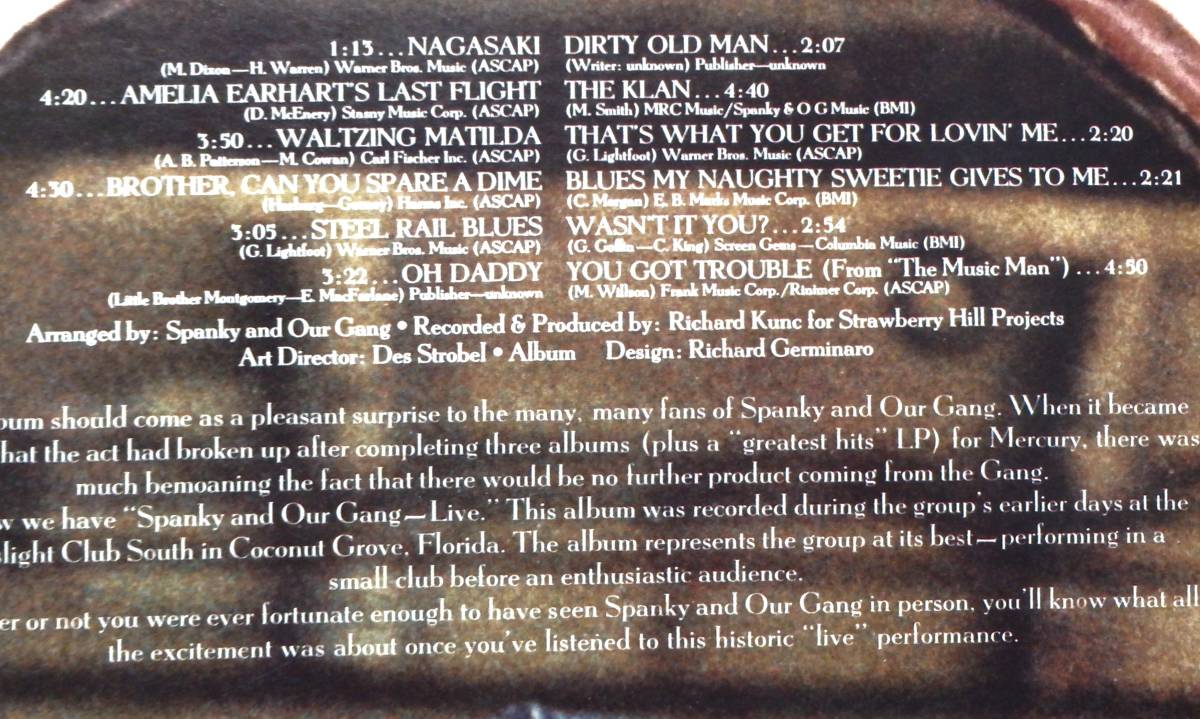 1:13...NAGASAKI
(M. Dixon—H. Warren) Warner Bros. Music (ASCAP)
4:20...AMELIA EARHART'S LAST FLIGHT
(D. McEnery) Stasny Music Corp. (ASCAP)
3:50...WALTZING MATILDA
(A. B. Patterson—M. Cowan) Carl Fischer Inc. (ASCAP)
4:30...BROTHER, CAN YOU SPARE A DIME
(Harburg—Gorney) Harms Inc. (ASCAP)
3:05...STEEL RAIL BLUES
(G. Lightfoot) Warner Bros. Music (ASCAP)
3:22...OH DADDY
(Little Brother Montgomery—E. MacFarlane) Publisher—unknown
DIRTY OLD MAN...2:07
(Writer: unknown) Publisher—unknown
THE KLAN...4:40
(M. Smith) MRC Music/Spanky & O G Music (BMI)
THAT'S WHAT YOU GET FOR LOVIN' ME...2:20
(G. Lightfoot) Warner Bros. Music (ASCAP)
BLUES MY NAUGHTY SWEETIE GIVES TO ME...2:21
(C. Morgan) E. B. Marks Music Corp. (BMI)
WASN'T IT YOU?...2:54
(G. Goffin—C. King) Screen Gems—Columbia Music (BMI)
YOU GOT TROUBLE (From "The Music Man")...4:50
(M. Willson) Frank Music Corp./Rinimer Corp. (ASCAP)
Arranged by: Spanky and Our Gang • Recorded & Produced by: Richard Kunc for Strawberry Hill Projects
Art Director: Des Strobel • Album Design: Richard Germinaro
bum should come as a pleasant surprise to the many, many fans of Spanky and Our Gang. When it became
hat the act had broken up after completing three albums (plus a "greatest hits" LP) for Mercury, there was
much bemoaning the fact that there would be no further product coming from the Gang.
w we have "Spanky and Our Gang—Live." This album was recorded during the group's earlier days at the
slight Club South in Coconut Grove, Florida. The album represents the group at its best—performing in a
small club before an enthusiastic audience.
er or not you were ever fortunate enough to have seen Spanky and Our Gang in person, you'll know what all
the excitement was about once you've listened to this historic "live" performance.